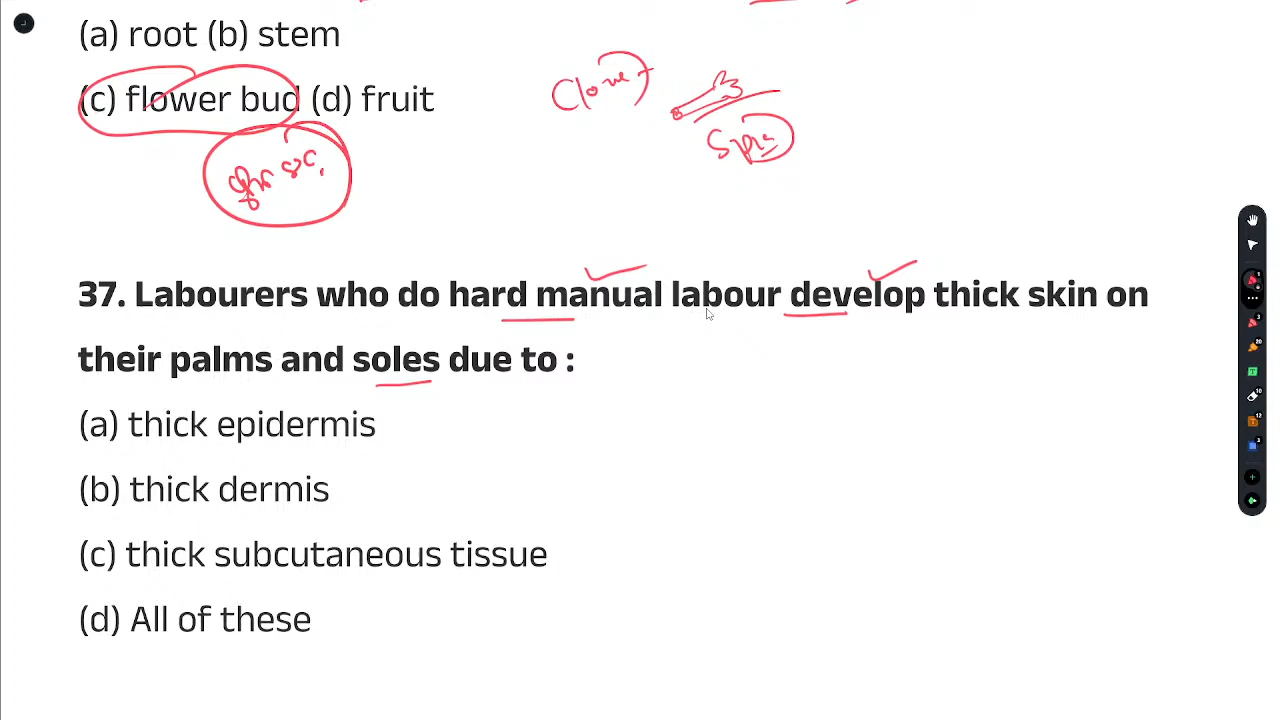 (a) root (b) stem
(c) flower bud (d) fruit
Clove
37. Labourers who do hard manual labour develop thick skin on
their palms and soles due to :
(a) thick epidermis
(b) thick dermis
(c) thick subcutaneous tissue
(d) All of these